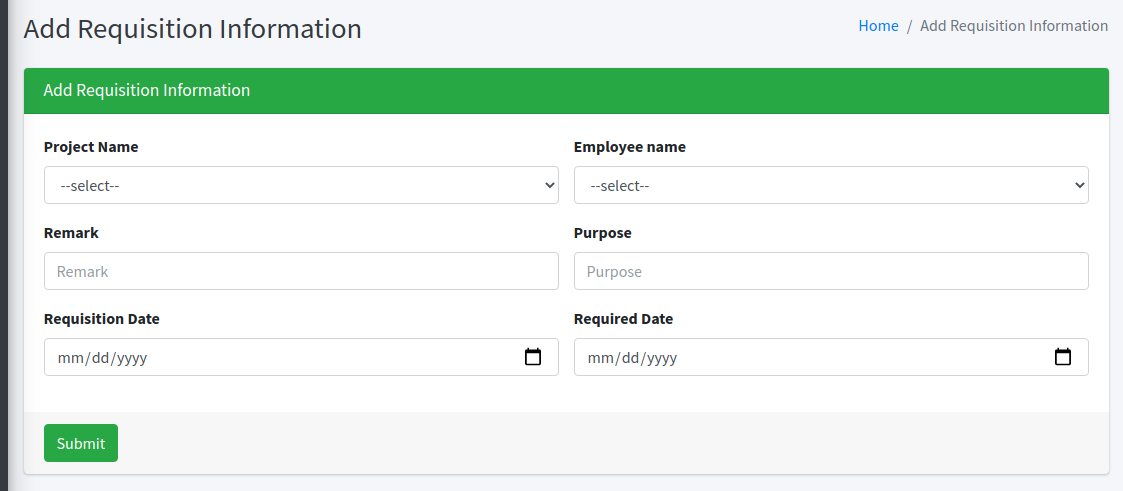 Add Requisition Information
Home / Add Requisition Information
Add Requisition Information
Project Name
Employee name
--select--
--select--
Remark
Purpose
Remark
Purpose
Requisition Date
Required Date
mm/dd/yyyy
mm/dd/yyyy
Submit